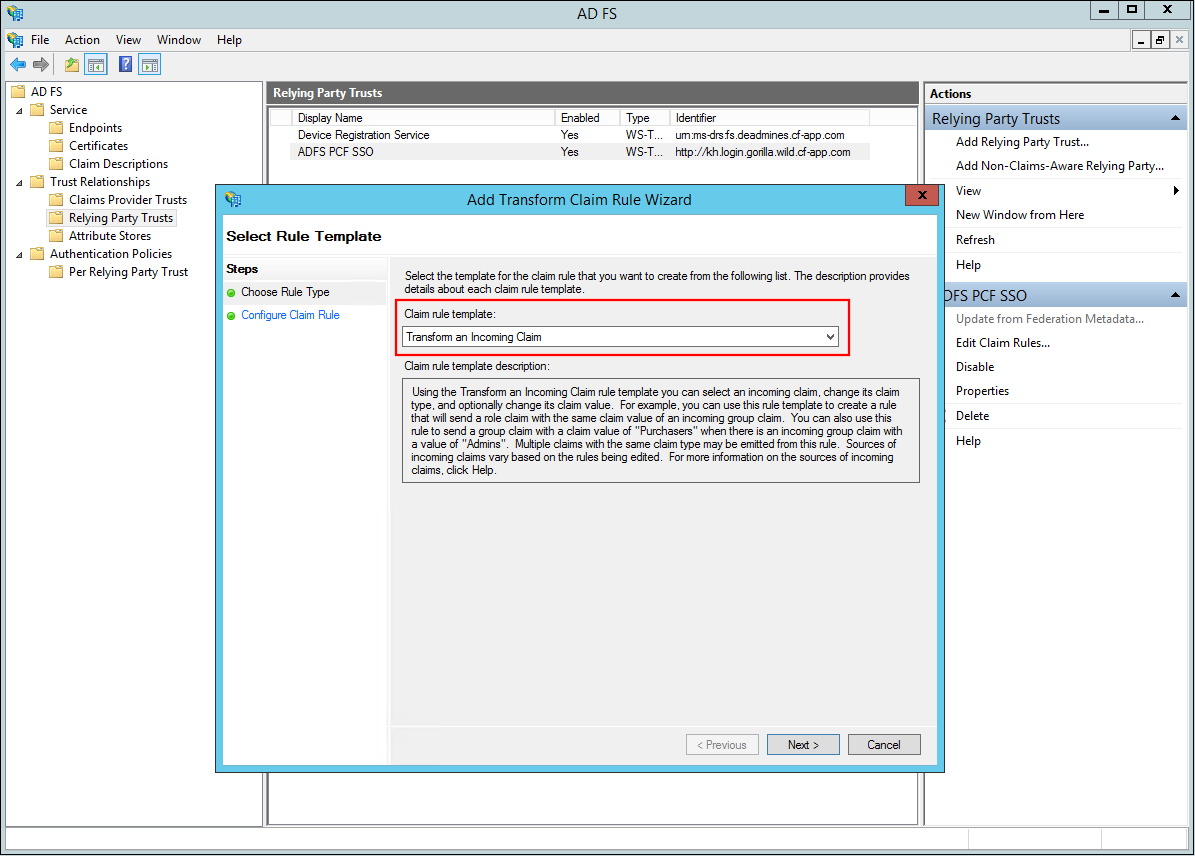 AD FS
File Action View Window Help
AD FS
Service
Endpoints
Certificates
Claim Descriptions
Trust Relationships
Claims Provider Trusts
Relying Party Trusts
Attribute Stores
Authentication Policies
Per Relying Party Trust
Relying Party Trusts
Display Name Enabled Type Identifier
Device Registration Service Yes WS-T... urn:ms-drs:fs.deadmines.cf-app.com
ADFS PCF SSO Yes WS-T... http://kh.login.gorilla.wild.cf-app.com
Actions
Relying Party Trusts
Add Relying Party Trust...
Add Non-Claims-Aware Relying Party...
View
New Window from Here
Refresh
Help
DFS PCF SSO
Update from Federation Metadata...
Edit Claim Rules...
Disable
Properties
Delete
Help
Add Transform Claim Rule Wizard
Select Rule Template
Steps
Choose Rule Type
Configure Claim Rule
Select the template for the claim rule that you want to create from the following list. The description provides
details about each claim rule template.
Claim rule template:
Transform an Incoming Claim
Claim rule template description:
Using the Transform an Incoming Claim rule template you can select an incoming claim, change its claim
type, and optionally change its claim value. For example, you can use this rule template to create a rule
that will send a role claim with the same claim value of an incoming group claim. You can also use this
rule to send a group claim with a claim value of "Purchasers" when there is an incoming group claim with
a value of "Admins". Multiple claims with the same claim type may be emitted from this rule. Sources of
incoming claims vary based on the rules being edited. For more information on the sources of incoming
claims, click Help.
< Previous Next > Cancel